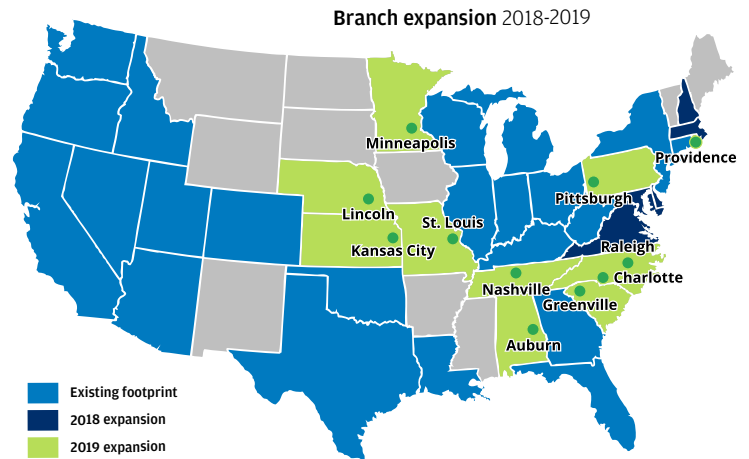 Branch expansion 2018-2019
Minneapolis
Providence
Pittsburgh
Lincoln
St. Louis
Kansas City
Raleigh
Charlotte
Nashville
Greenville
Auburn
Existing footprint
2018 expansion
2019 expansion